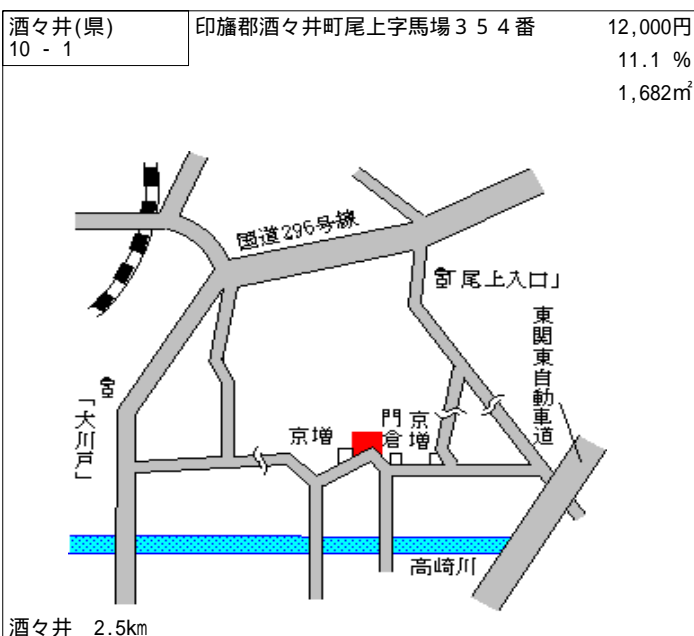 酒々井(県)
10 - 1
印旛郡酒々井町尾上字馬場３５４番
12,000円
11.1 %
1,682㎡
国道296号線
「尾上入口」
東関東自動車道
「大川戸」
京増
門倉
京増
高崎川
酒々井 2.5km